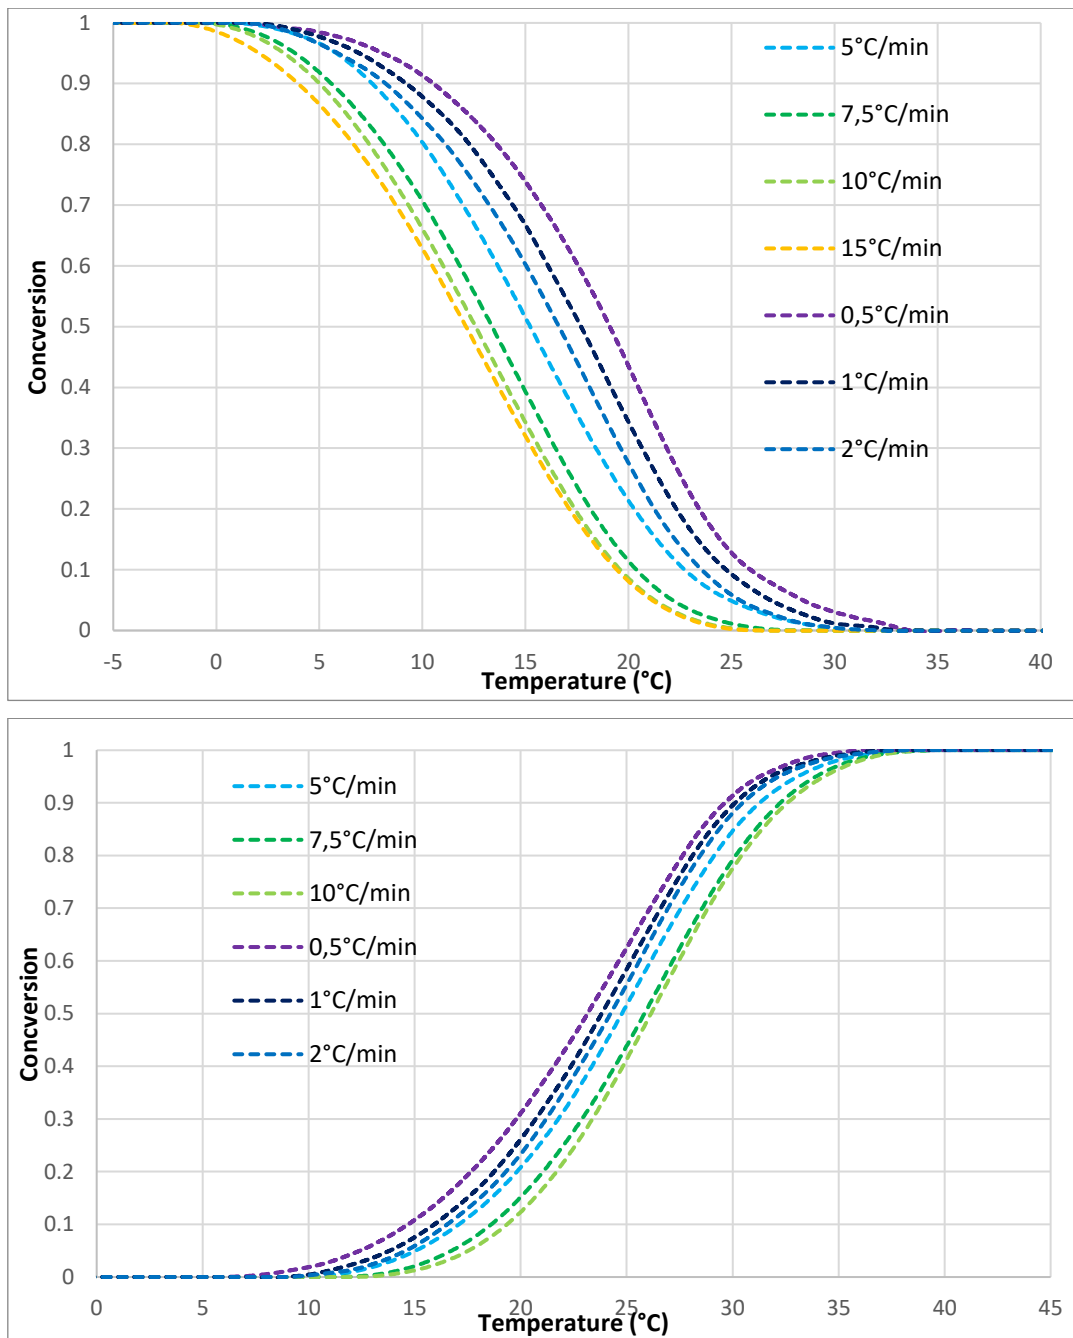 1
0.9
0.8
0.7
0.6
0.5
0.4
0.3
0.2
0.1
0
Concversion
5°C/min
7,5°C/min
10°C/min
15°C/min
0,5°C/min
1°C/min
2°C/min
-5 0 5 10 15 20 25 30 35 40
Temperature (°C)
1
0.9
0.8
0.7
0.6
0.5
0.4
0.3
0.2
0.1
0
Concversion
5°C/min
7,5°C/min
10°C/min
0,5°C/min
1°C/min
2°C/min
0 5 10 15 20 25 30 35 40 45
Temperature (°C)